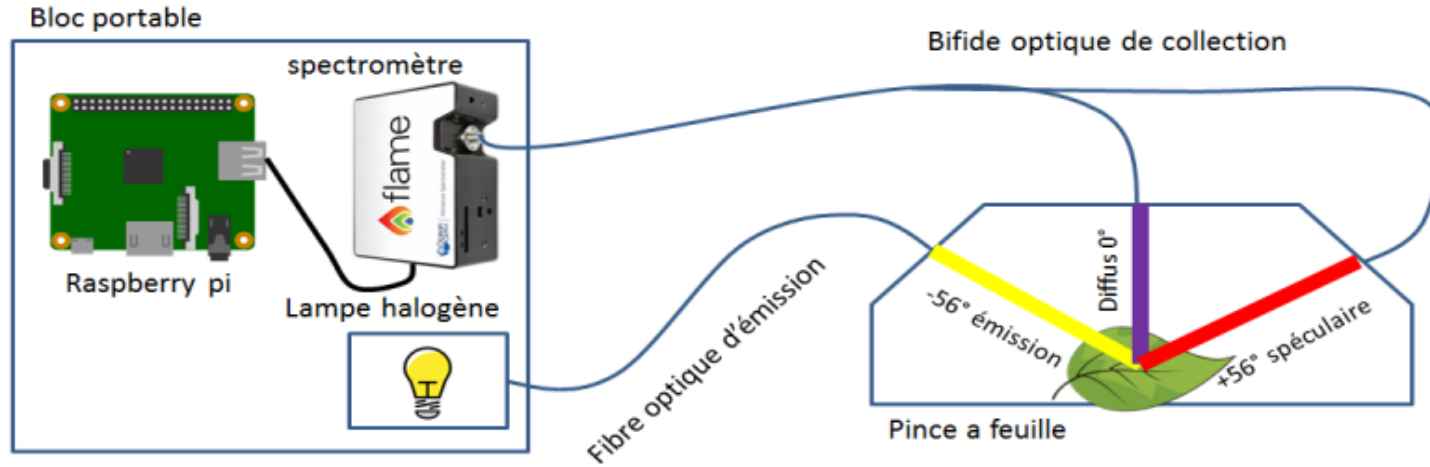 Bloc portable
Bifide optique de collection
spectromètre
flame
Raspberry pi
Lampe halogène
Fibre optique d'émission
-56° émission
Diffus 0°
+56° spéculaire
Pince a feuille